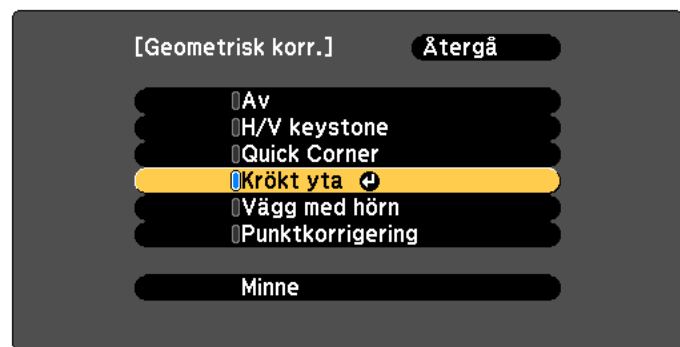 [Geometrisk korr.] Återgå
Av
H/V keystone
Quick Corner
Krökt yta
Vägg med hörn
Punktkorrigering
Minne